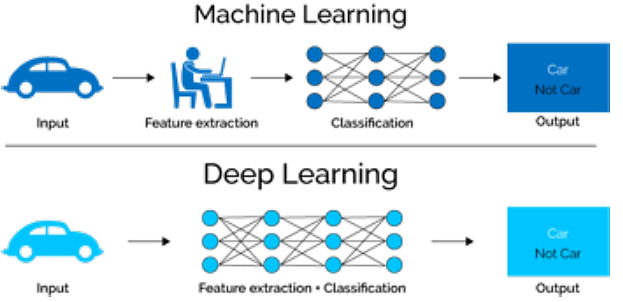 Machine Learning
Car
Not Car
Input
Feature extraction
Classification
Output
Deep Learning
Car
Not Car
Input
Feature extraction + Classification
Output